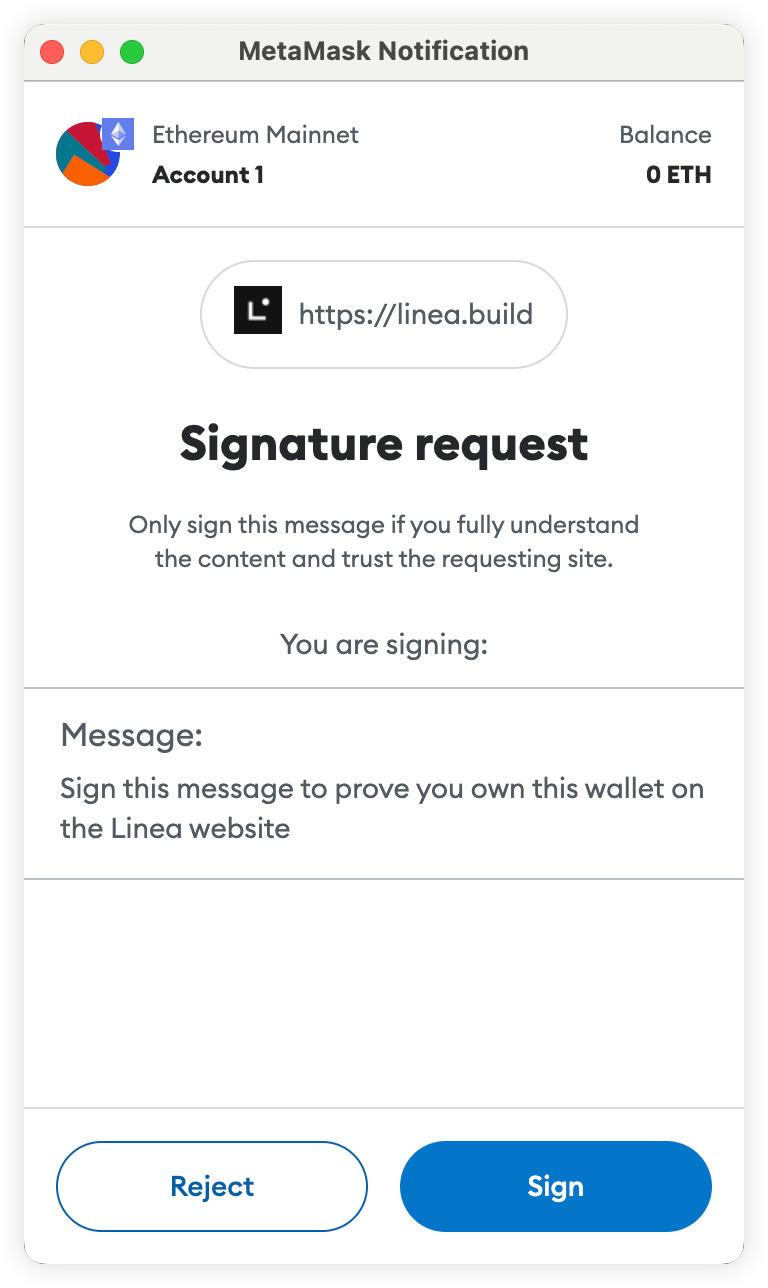 MetaMask Notification
Ethereum Mainnet
Balance
Account 1
0 ETH
https://linea.build
Signature request
Only sign this message if you fully understand
the content and trust the requesting site.
You are signing:
Message:
Sign this message to prove you own this wallet on
the Linea website
Reject
Sign